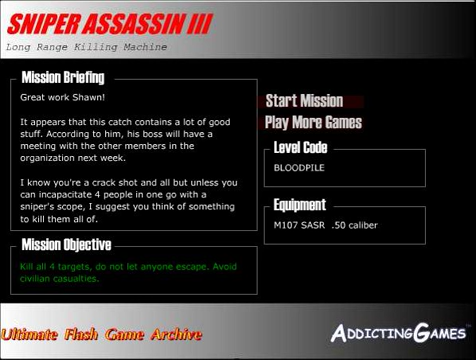 SNIPER ASSASSIN III
Long Range Killing Machine
Mission Briefing
Great work Shawn!
It appears that this catch contains a lot of good
stuff. According to him, his boss will have a
meeting with the other members in the
organization next week.
I know you're a crack shot and all but unless you
can incapacitate 4 people in one go with a
sniper's scope, I suggest you think of something
to kill them all of.
Mission Objective
Kill all 4 targets, do not let anyone escape. Avoid
civilian casualties.
Start Mission
Play More Games
Level Code
BLOODPILE
Equipment
M107 SASR .50 caliber
Ultimate Flash Game Archive
ADDICTINGGAMES